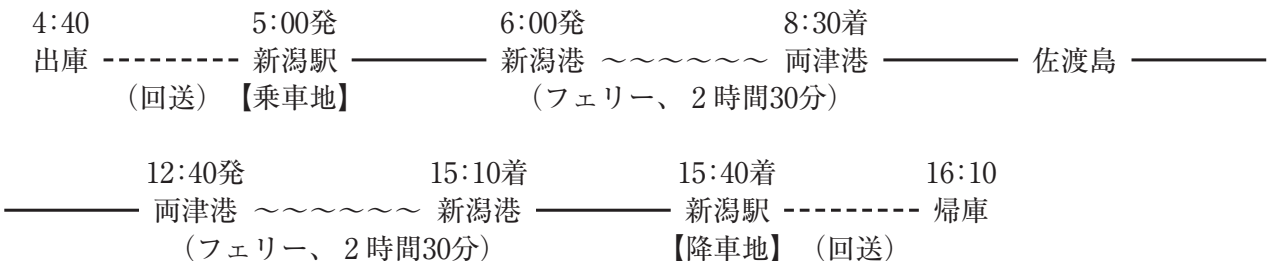 4:40 5:00発 6:00発 8:30着
出庫 新潟駅 新潟港 ～～～～～～ 両津港 佐渡島
（回送） 【乗車地】 （フェリー、２時間30分）
12:40発 15:10着 15:40着 16:10
両津港 ～～～～～～ 新潟港 新潟駅 帰庫
（フェリー、２時間30分） 【降車地】 （回送）